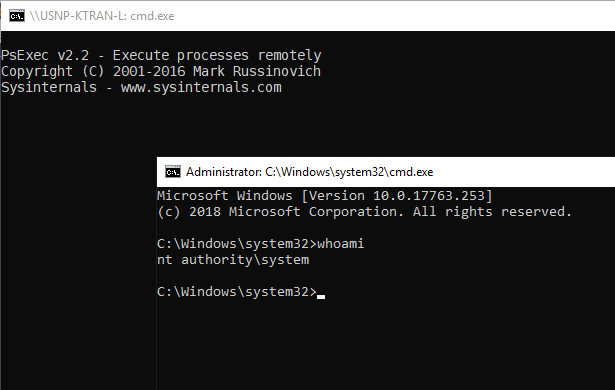 \\USNP-KTRAN-L: cmd.exe
PsExec v2.2 - Execute processes remotely
Copyright (C) 2001-2016 Mark Russinovich
Sysinternals - www.sysinternals.com
Administrator: C:\Windows\system32\cmd.exe
Microsoft Windows [Version 10.0.17763.253]
(c) 2018 Microsoft Corporation. All rights reserved.
C:\Windows\system32>whoami
nt authority\system
C:\Windows\system32>